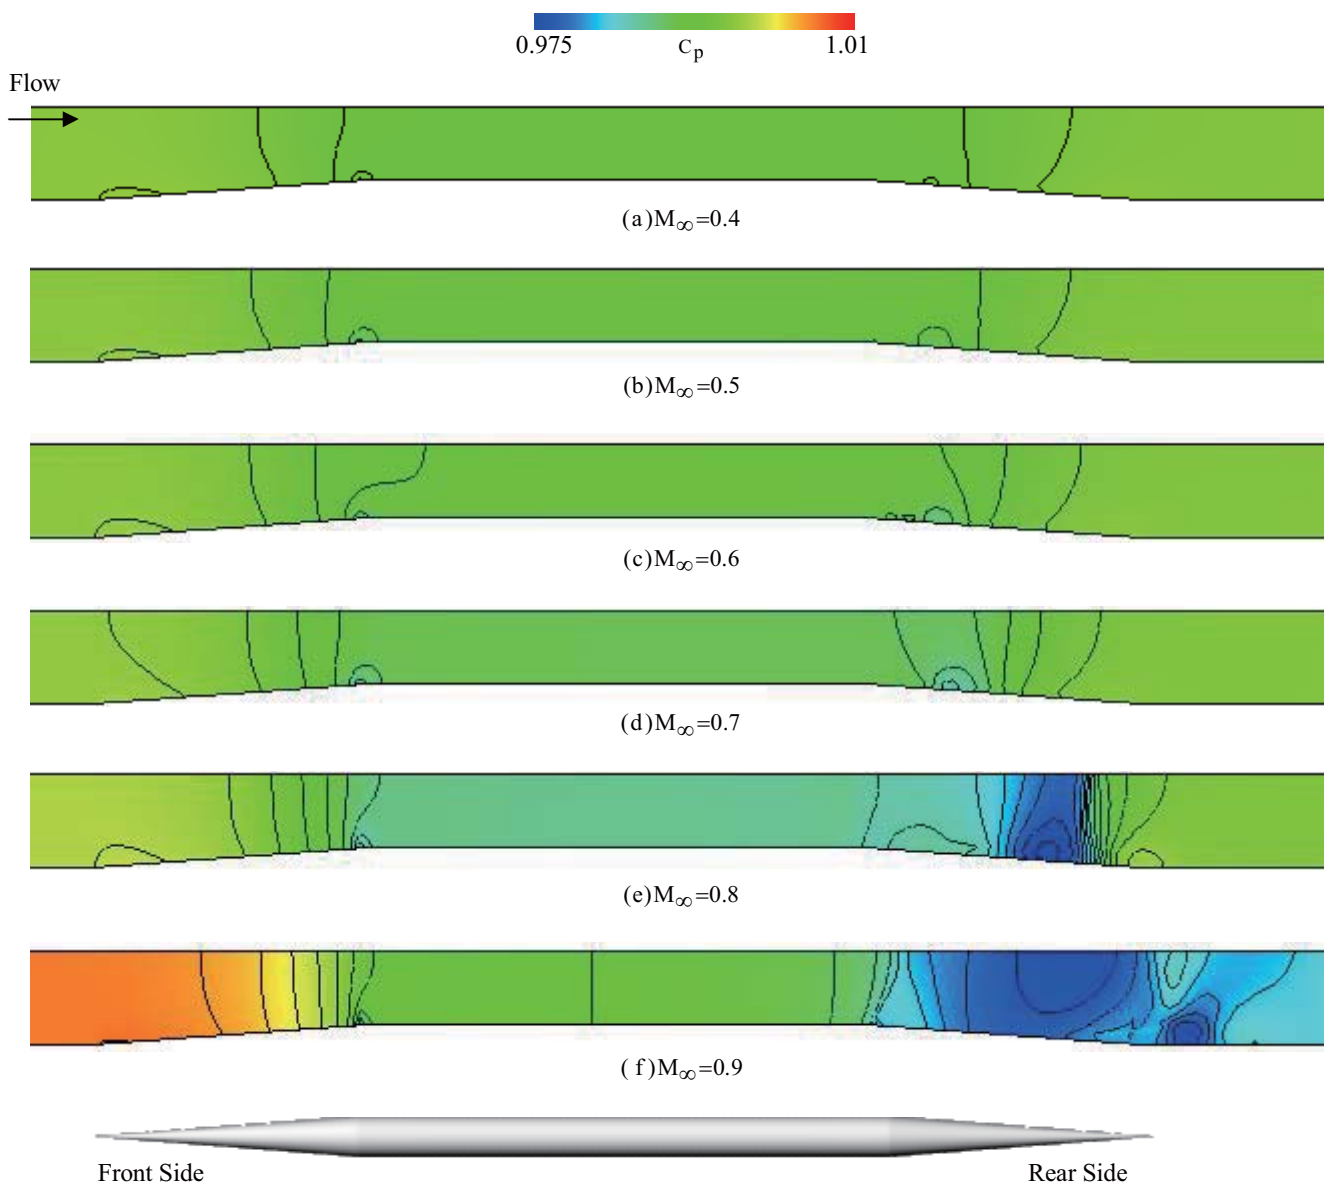 0.975 C_p 1.01
Flow
(a)M∞=0.4
(b)M∞=0.5
(c)M∞=0.6
(d)M∞=0.7
(e)M∞=0.8
(f)M∞=0.9
Front Side Rear Side